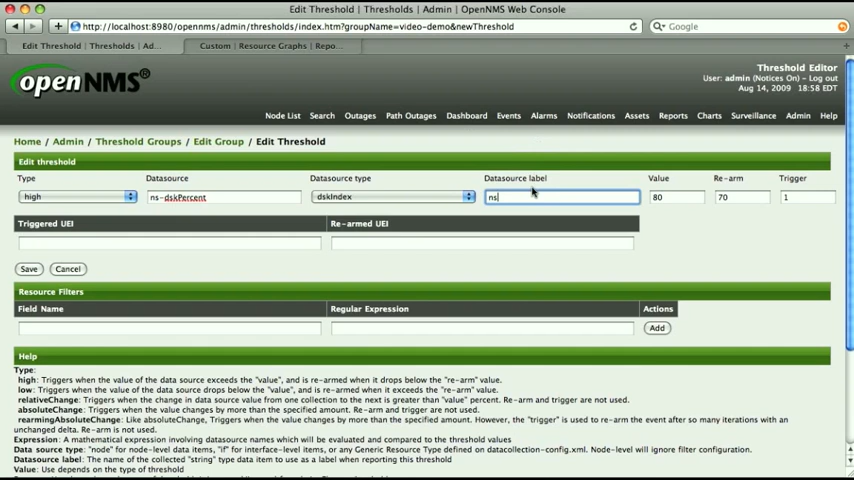 Edit Threshold | Thresholds | Admin | OpenNMS Web Console
http://localhost:8980/opennms/admin/thresholds/index.htm?groupName=video-demo&newThreshold
Google
Edit Threshold | Thresholds | Ad...
Custom | Resource Graphs | Repo...
openNMS®
Threshold Editor
User: admin (Notices On) - Log out
Aug 14, 2009 18:58 EDT
Node List Search Outages Path Outages Dashboard Events Alarms Notifications Assets Reports Charts Surveillance Admin Help
Home / Admin / Threshold Groups / Edit Group / Edit Threshold
Edit threshold
Type Datasource Datasource type Datasource label Value Re-arm Trigger
high ns-dskPercent dskIndex ns 80 70 1
Triggered UEI Re-armed UEI
Save Cancel
Resource Filters
Field Name Regular Expression Actions
Add
Help
Type:
high: Triggers when the value of the data source exceeds the "value", and is re-armed when it drops below the "re-arm" value.
low: Triggers when the value of the data source drops below the "value", and is re-armed when it exceeds the "re-arm" value.
relativeChange: Triggers when the change in data source value from one collection to the next is greater than "value" percent. Re-arm and trigger are not used.
absoluteChange: Triggers when the value changes by more than the specified amount. Re-arm and trigger are not used.
rearmingAbsoluteChange: Like absoluteChange, Triggers when the value changes by more than the specified amount. However, the "trigger" is used to re-arm the event after so many iterations with an
unchanged delta. Re-arm is not used.
Expression: A mathematical expression involving datasource names which will be evaluated and compared to the threshold values
Data source type: "node" for node-level data items, "if" for interface-level items, or any Generic Resource Type defined on datacollection-config.xml. Node-level will ignore filter configuration.
Datasource label: The name of the collected "string" type data item to use as a label when reporting this threshold
Value: Use depends on the type of threshold